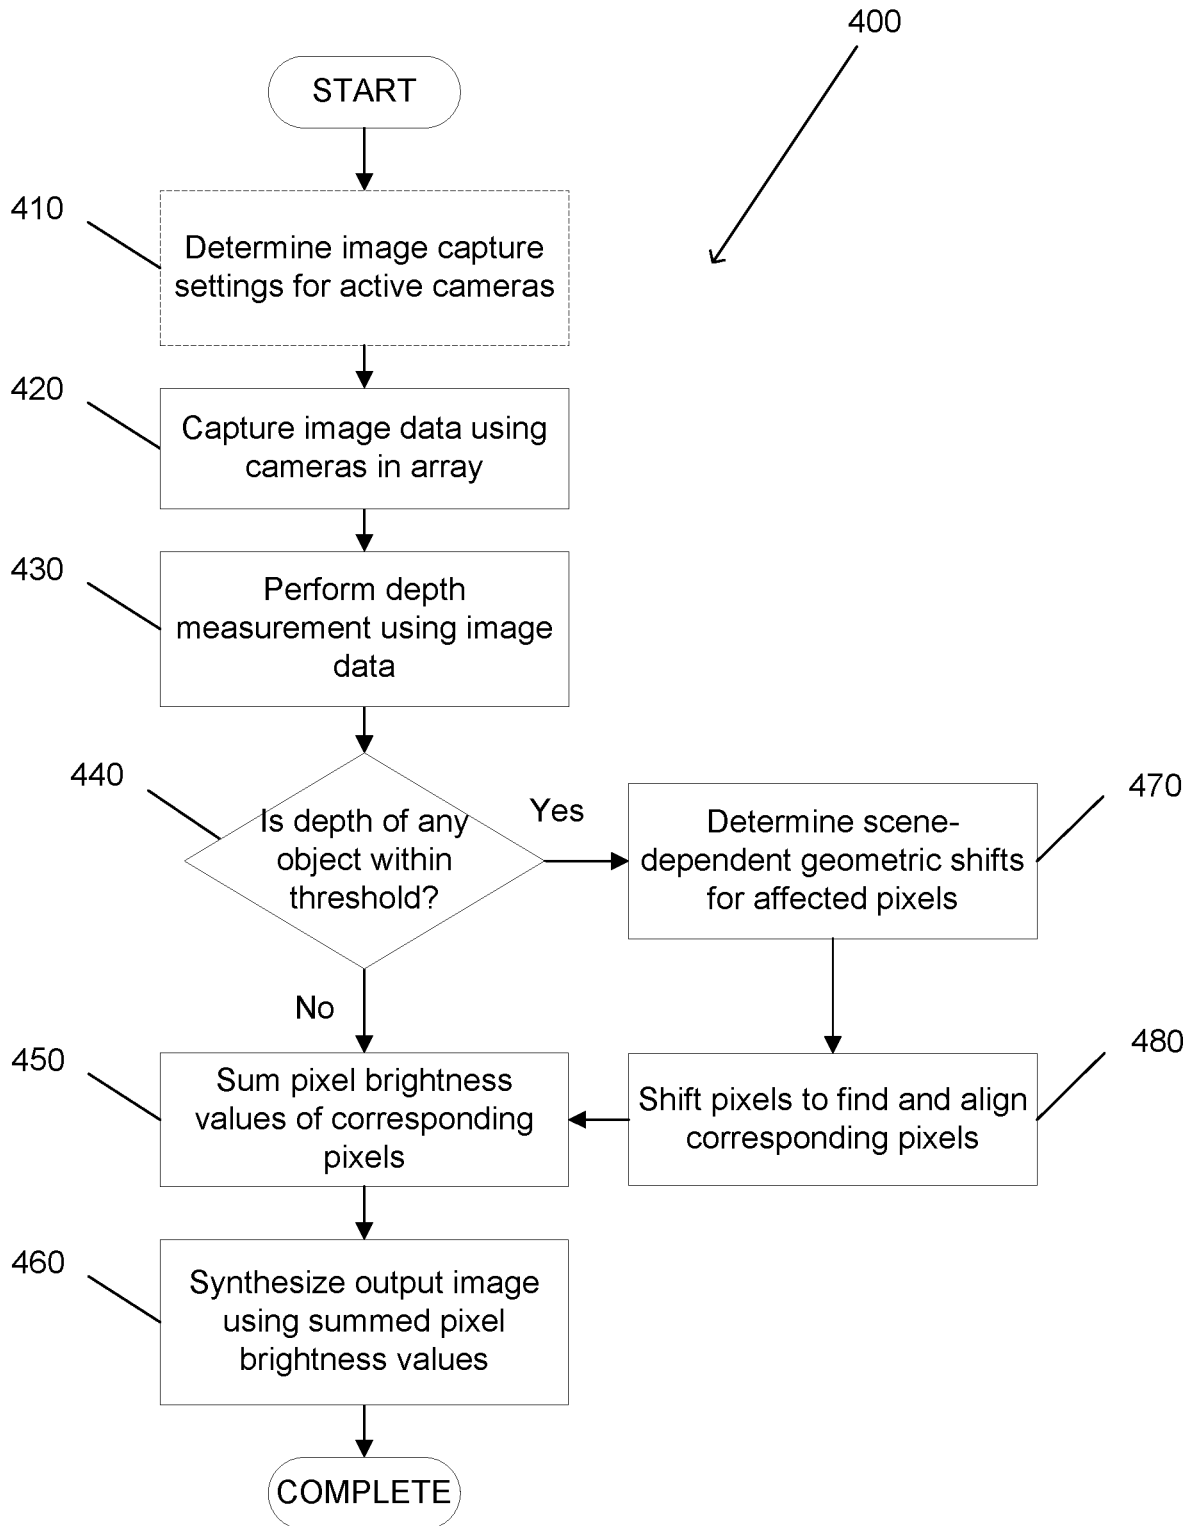 400
START
410
Determine image capture
settings for active cameras
420
Capture image data using
cameras in array
430
Perform depth
measurement using image
data
440
Is depth of any
object within
threshold?
Yes
470
Determine scene-
dependent geometric shifts
for affected pixels
No
450
Sum pixel brightness
values of corresponding
pixels
480
Shift pixels to find and align
corresponding pixels
460
Synthesize output image
using summed pixel
brightness values
COMPLETE